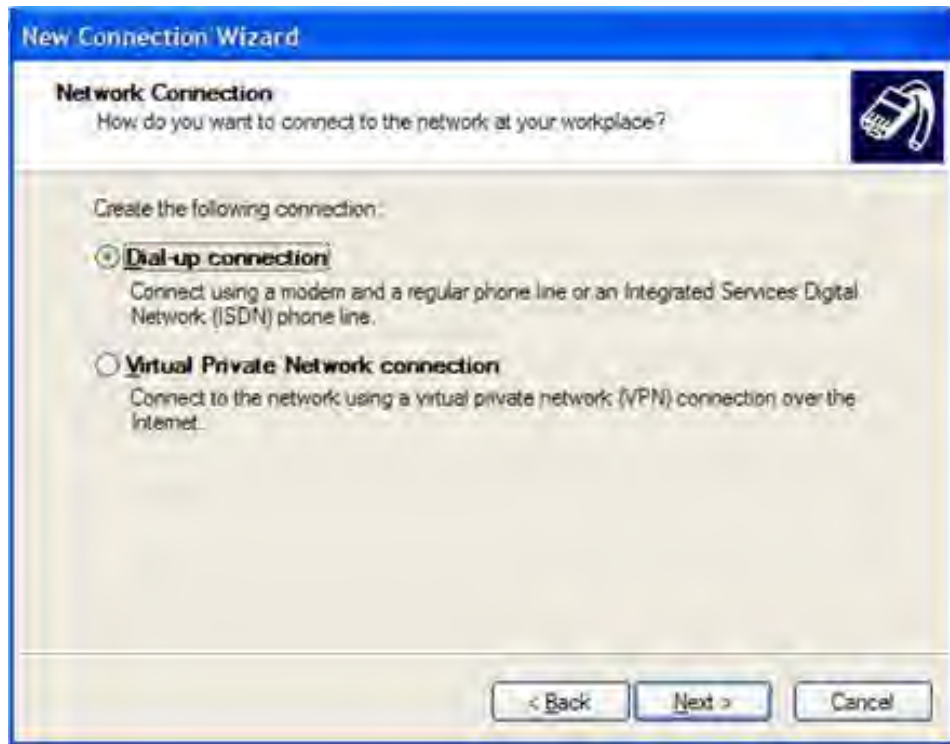 New Connection Wizard
Network Connection
How do you want to connect to the network at your workplace?
Create the following connection:
Dial-up connection
Connect using a modem and a regular phone line or an Integrated Services Digital
Network (ISDN) phone line.
Virtual Private Network connection
Connect to the network using a virtual private network (VPN) connection over the
Internet.
< Back
Next >
Cancel